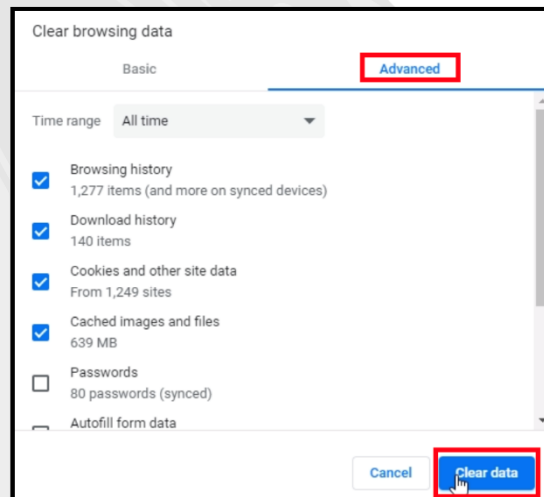 Clear browsing data
Basic
Advanced
Time range
All time
Browsing history
1,277 items (and more on synced devices)
Download history
140 items
Cookies and other site data
From 1,249 sites
Cached images and files
639 MB
Passwords
80 passwords (synced)
Autofill form data
Cancel
Clear data